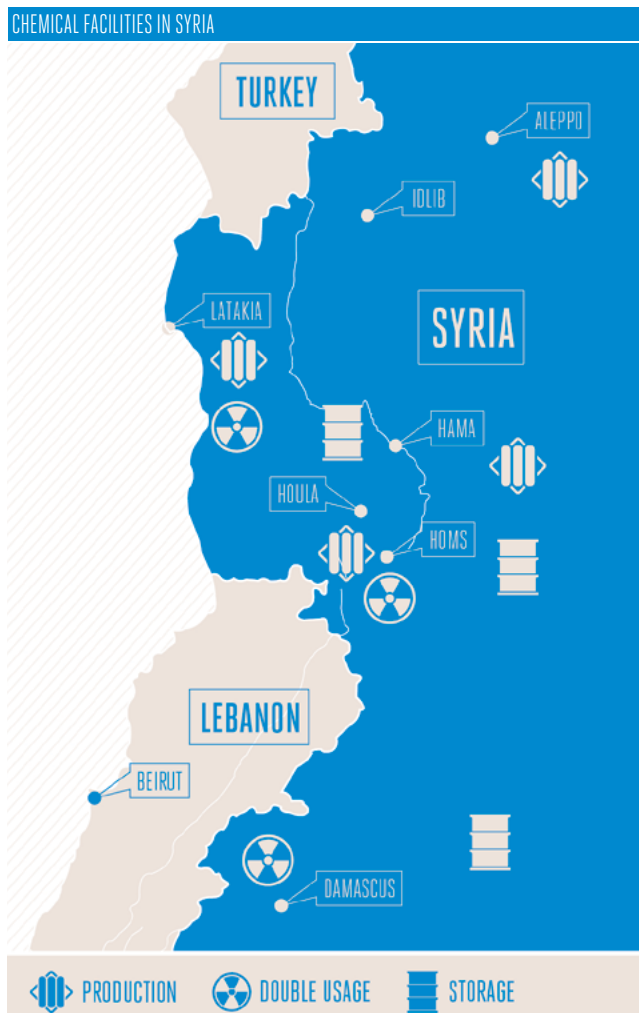 CHEMICAL FACILITIES IN SYRIA
TURKEY
ALEPPO
IDLIB
LATAKIA
SYRIA
HAMA
HOULA
HOMS
LEBANON
BEIRUT
DAMASCUS
PRODUCTION
DOUBLE USAGE
STORAGE